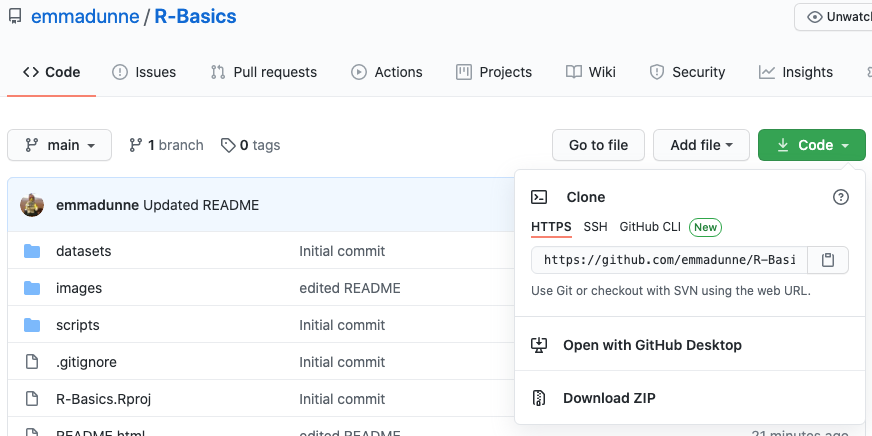 emmadunne / R-Basics
Unwatch
Code Issues Pull requests Actions Projects Wiki Security Insights
main 1 branch 0 tags Go to file Add file Code
emmadunne Updated README
Clone
HTTPS SSH GitHub CLI New
datasets Initial commit
https://github.com/emmadunne/R-Basi
images edited README
Use Git or checkout with SVN using the web URL.
scripts Initial commit
Open with GitHub Desktop
.gitignore Initial commit
R-Basics.Rproj Initial commit
Download ZIP
README.html edited README 21 minutes ago